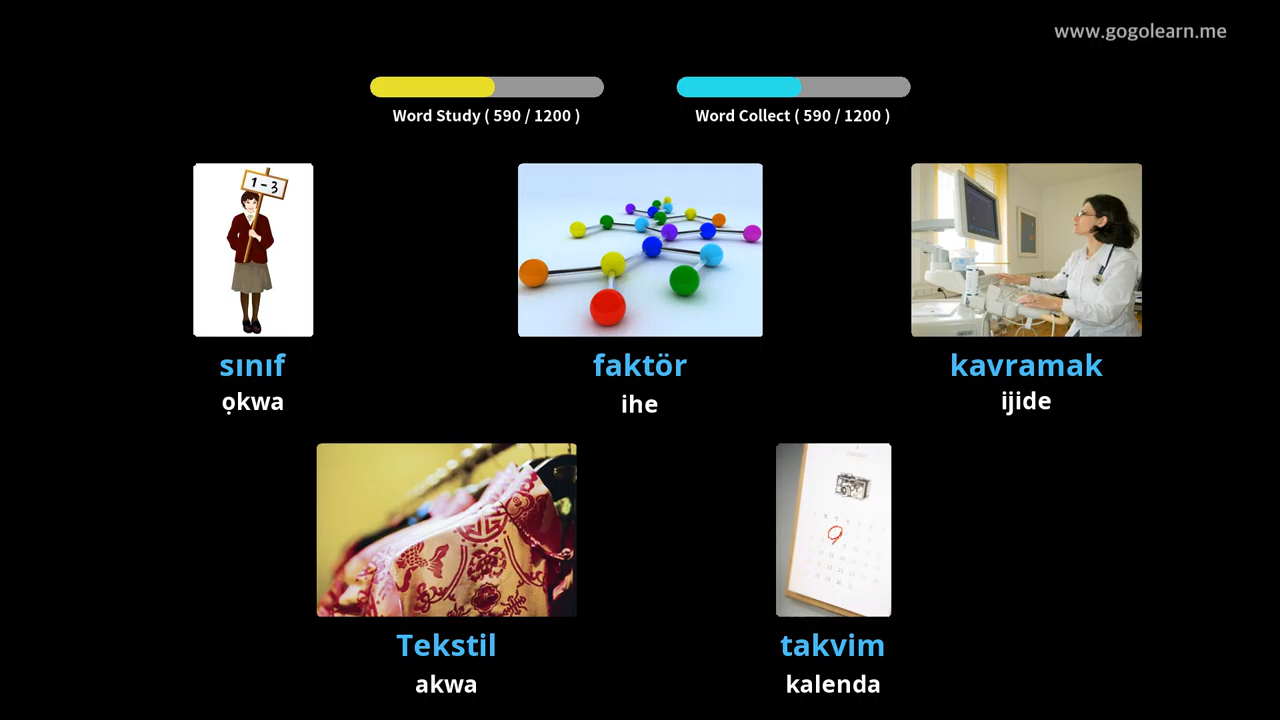 www.gogolearn.me
Word Study ( 590 / 1200 )
Word Collect ( 590 / 1200 )
1 - 3
sınıf
ọkwa
faktör
ihe
kavramak
ijide
Tekstil
akwa
takvim
kalenda
9